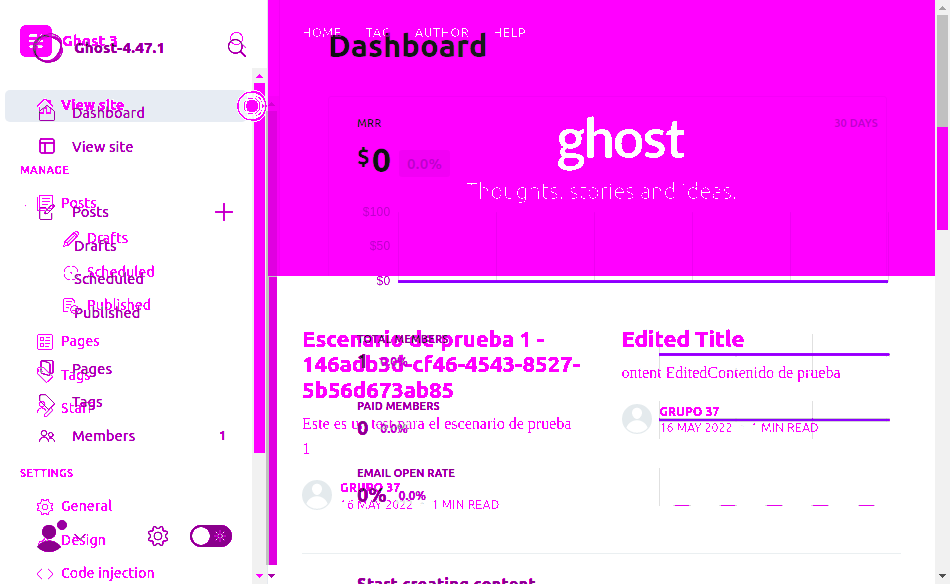 Ghost 3
Ghost-4.47.1
View site
Dashboard
View site
MANAGE
Posts
Posts
Drafts
Drafts
Scheduled
Scheduled
Published
Published
Pages
Pages
Tags
Tags
Staff
Members 1
SETTINGS
General
Design
Code injection
HOME TAG AUTHOR HELP
Dashboard
MRR 30 DAYS
$0 0.0%
ghost
Thoughts, stories and ideas.
$100
$50
$0
TOTAL MEMBERS
1 0.0%
PAID MEMBERS
0 0.0%
EMAIL OPEN RATE
0% 0.0%
Escenario de prueba 1 -
146adb3d-cf46-4543-8527-
5b56d673ab85
Este es un test para el escenario de prueba
1
GRUPO 37
16 MAY 2022 1 MIN READ
Edited Title
ontent EditedContenido de prueba
GRUPO 37
16 MAY 2022 1 MIN READ
Start creating content